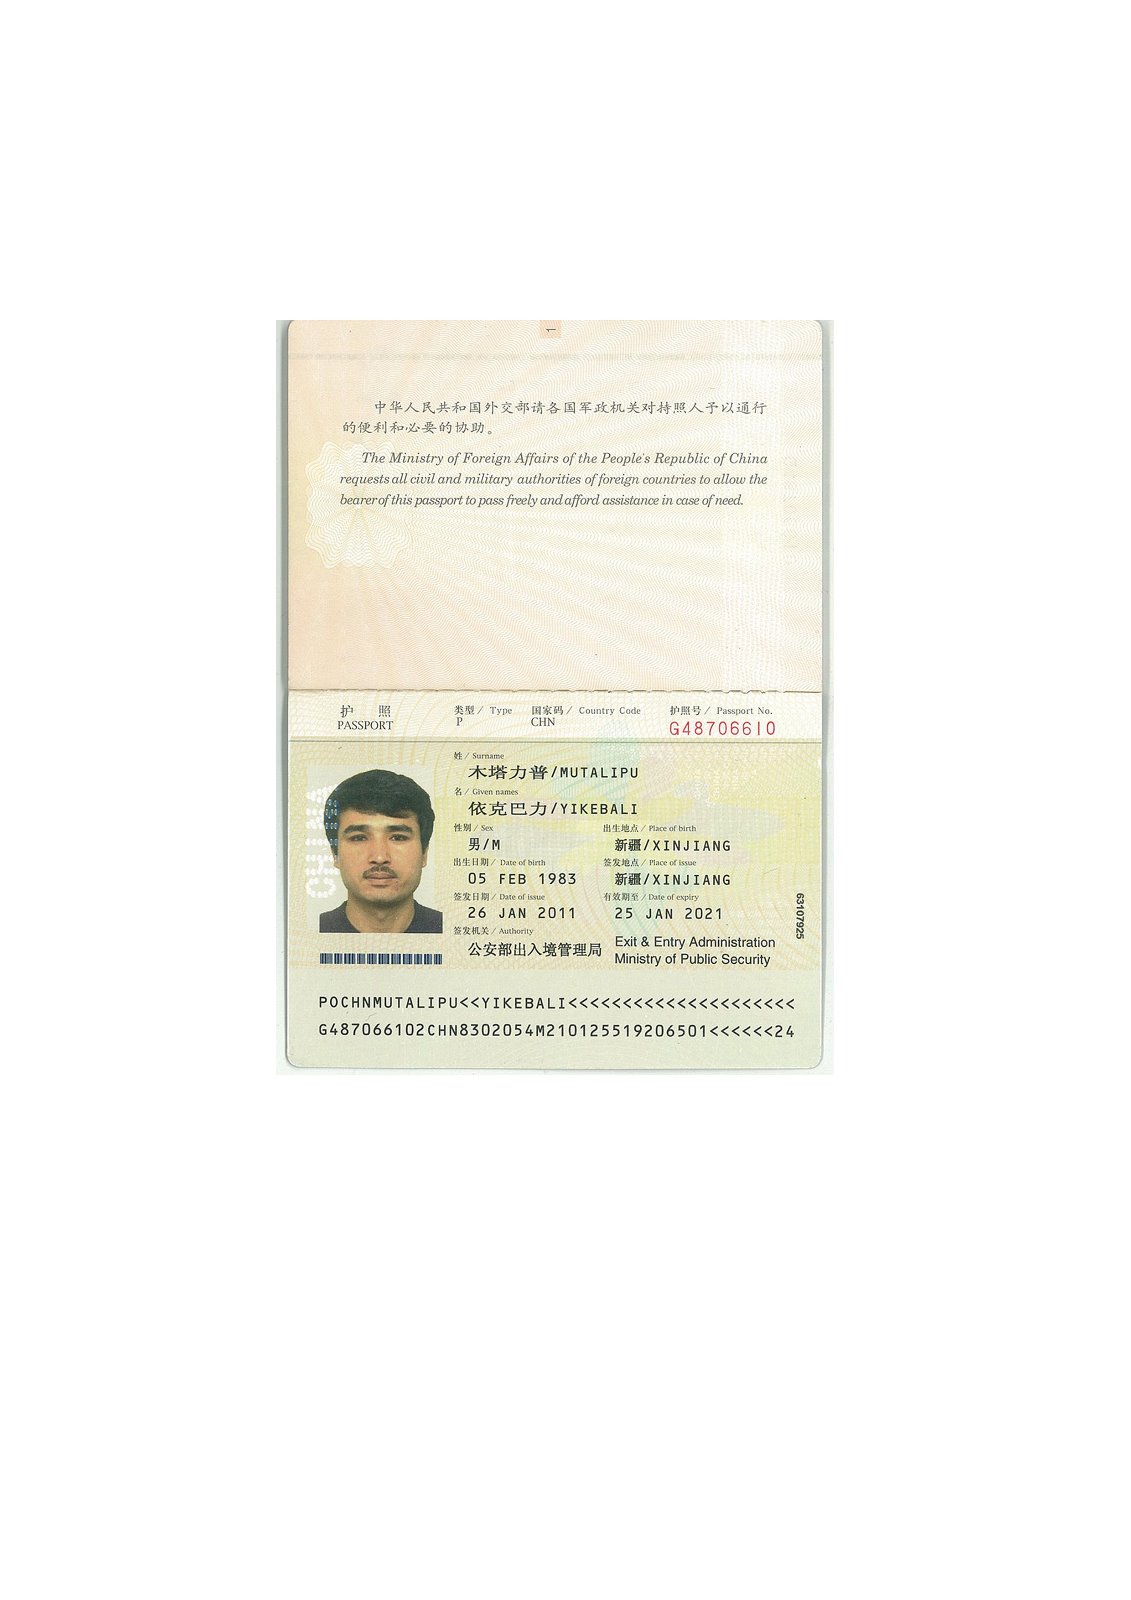 1
中华人民共和国外交部请各国军政机关对持照人予以通行
的便利和必要的协助。
The Ministry of Foreign Affairs of the People's Republic of China
requests all civil and military authorities of foreign countries to allow the
bearer of this passport to pass freely and afford assistance in case of need.
护 照 类型 / Type 国家码 / Country Code 护照号 / Passport No.
PASSPORT P CHN G48706610
姓 / Surname
木塔力普/MUTALIPU
名 / Given names
依克巴力/YIKEBALI
性别 / Sex 出生地点 / Place of birth
男/M 新疆/XINJIANG
出生日期 / Date of birth 签发地点 / Place of issue
05 FEB 1983 新疆/XINJIANG
签发日期 / Date of issue 有效期至 / Date of expiry
26 JAN 2011 25 JAN 2021
签发机关 / Authority
公安部出入境管理局 Exit & Entry Administration
Ministry of Public Security
CHINA
63107925
POCHNMUTALIPU<<YIKEBALI<<<<<<<<<<<<<<<<<<<<<
G487066102CHN8302054M210125519206501<<<<<<24